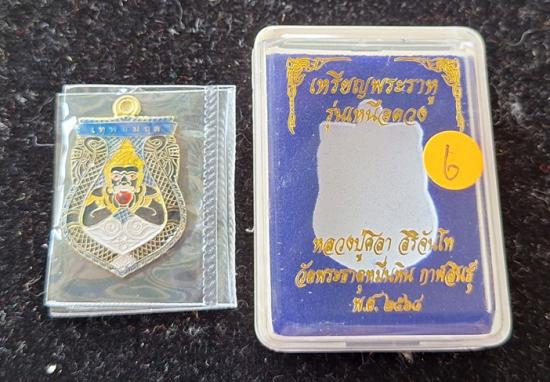 เทพ
เหรียญพระราหู
รุ่นเหนือดวง
๖
หลวงปู่ศิลา สิริจันโท
วัดพระธาตุหมื่นหิน กาฬสินธุ์
พ.ศ. ๒๕๖๔